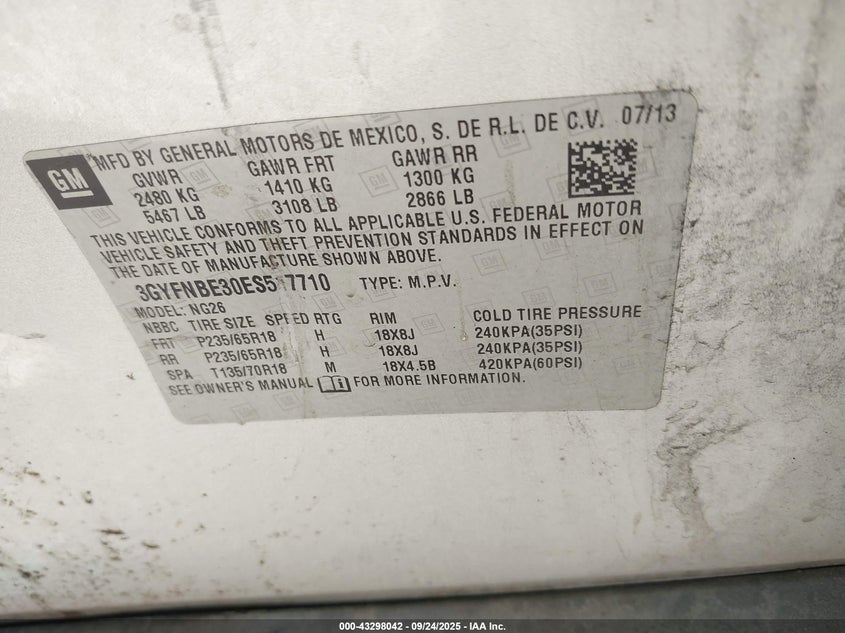 GM
MFD BY GENERAL MOTORS DE MEXICO, S. DE R.L. DE C.V. 07/13
GVWR GAWR FRT GAWR RR
2480 KG 1410 KG 1300 KG
5467 LB 3108 LB 2866 LB
THIS VEHICLE CONFORMS TO ALL APPLICABLE U.S. FEDERAL MOTOR
VEHICLE SAFETY AND THEFT PREVENTION STANDARDS IN EFFECT ON
THE DATE OF MANUFACTURE SHOWN ABOVE.
TYPE: M.P.V.
MODEL: NG26
NBBC TIRE SIZE SPEED RTG RIM COLD TIRE PRESSURE
FRT P235/65R18 H 18X8J 240KPA(35PSI)
RR P235/65R18 H 18X8J 240KPA(35PSI)
SPA T135/70R18 M 18X4.5B 420KPA(60PSI)
SEE OWNER'S MANUAL FOR MORE INFORMATION.
000-43298042 - 09/24/2025 - IAA Inc.